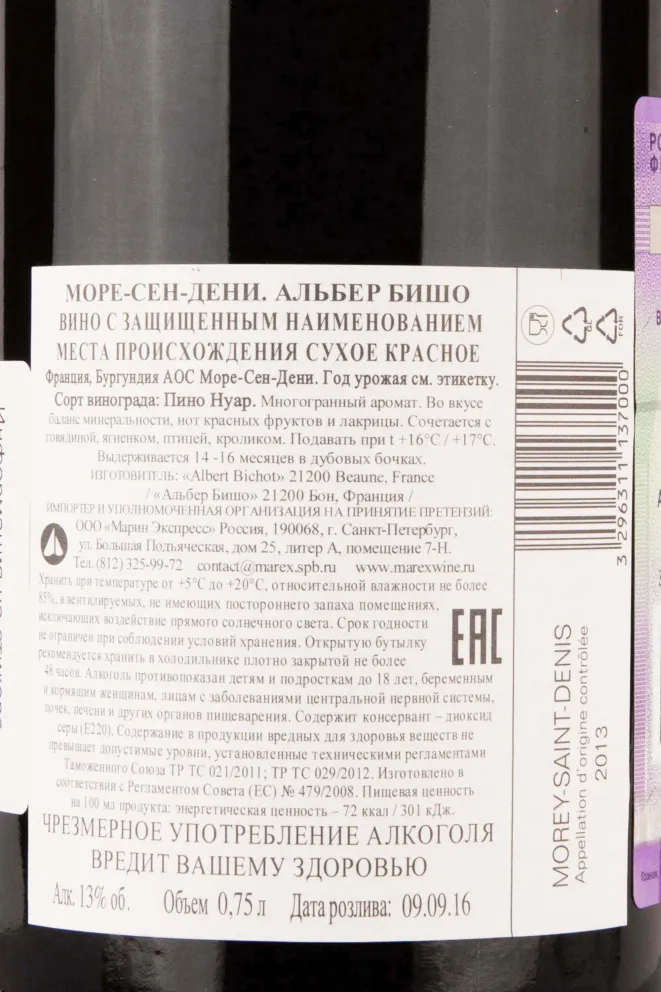 МОРЕ-СЕН-ДЕНИ. АЛЬБЕР БИШО
ВИНО С ЗАЩИЩЕННЫМ НАИМЕНОВАНИЕМ
МЕСТА ПРОИСХОЖДЕНИЯ СУХОЕ КРАСНОЕ
Франция, Бургундия АОС Море-Сен-Дени. Год урожая см. этикетку.
Сорт винограда: Пино Нуар. Многогранный аромат. Во вкусе
баланс минеральности, нот красных фруктов и лакрицы. Сочетается с
говядиной, ягненком, птицей, кроликом. Подавать при t +16°C / +17°C.
Выдерживается 14 -16 месяцев в дубовых бочках.
ИЗГОТОВИТЕЛЬ: «Albert Bichot» 21200 Beaune, France
/ «Альбер Бишо» 21200 Бон, Франция /
ИМПОРТЕР И УПОЛНОМОЧЕННАЯ ОРГАНИЗАЦИЯ НА ПРИНЯТИЕ ПРЕТЕНЗИЙ:
ООО «Марин Экспресс» Россия, 190068, г. Санкт-Петербург,
ул. Большая Подъяческая, дом 25, литер А, помещение 7-Н.
Тел. (812) 325-99-72 contact@marex.spb.ru www.marexwine.ru
Хранить при температуре от +5°C до +20°C, относительной влажности не более
85%, в вентилируемых, не имеющих постороннего запаха помещениях,
исключающих воздействие прямого солнечного света. Срок годности
не ограничен при соблюдении условий хранения. Открытую бутылку
рекомендуется хранить в холодильнике плотно закрытой не более
48 часов. Алкоголь противопоказан детям и подросткам до 18 лет, беременным
и кормящим женщинам, лицам с заболеваниями центральной нервной системы,
почек, печени и других органов пищеварения. Содержит консервант – диоксид
серы (E220). Содержание в продукции вредных для здоровья веществ не
превышает допустимые уровни, установленные техническими регламентами
Таможенного Союза ТР ТС 021/2011; ТР ТС 029/2012. Изготовлено в
соответствии с Регламентом Совета (ЕС) № 479/2008. Пищевая ценность
на 100 мл продукта: энергетическая ценность – 72 ккал / 301 кДж.
ЧРЕЗМЕРНОЕ УПОТРЕБЛЕНИЕ АЛКОГОЛЯ
ВРЕДИТ ВАШЕМУ ЗДОРОВЬЮ
Алк. 13% об. Объем 0,75 л Дата розлива: 09.09.16
EAC
GL
FOR
3 296311 137000
MOREY-SAINT-DENIS
Appellation d'origine contrôlée
2013